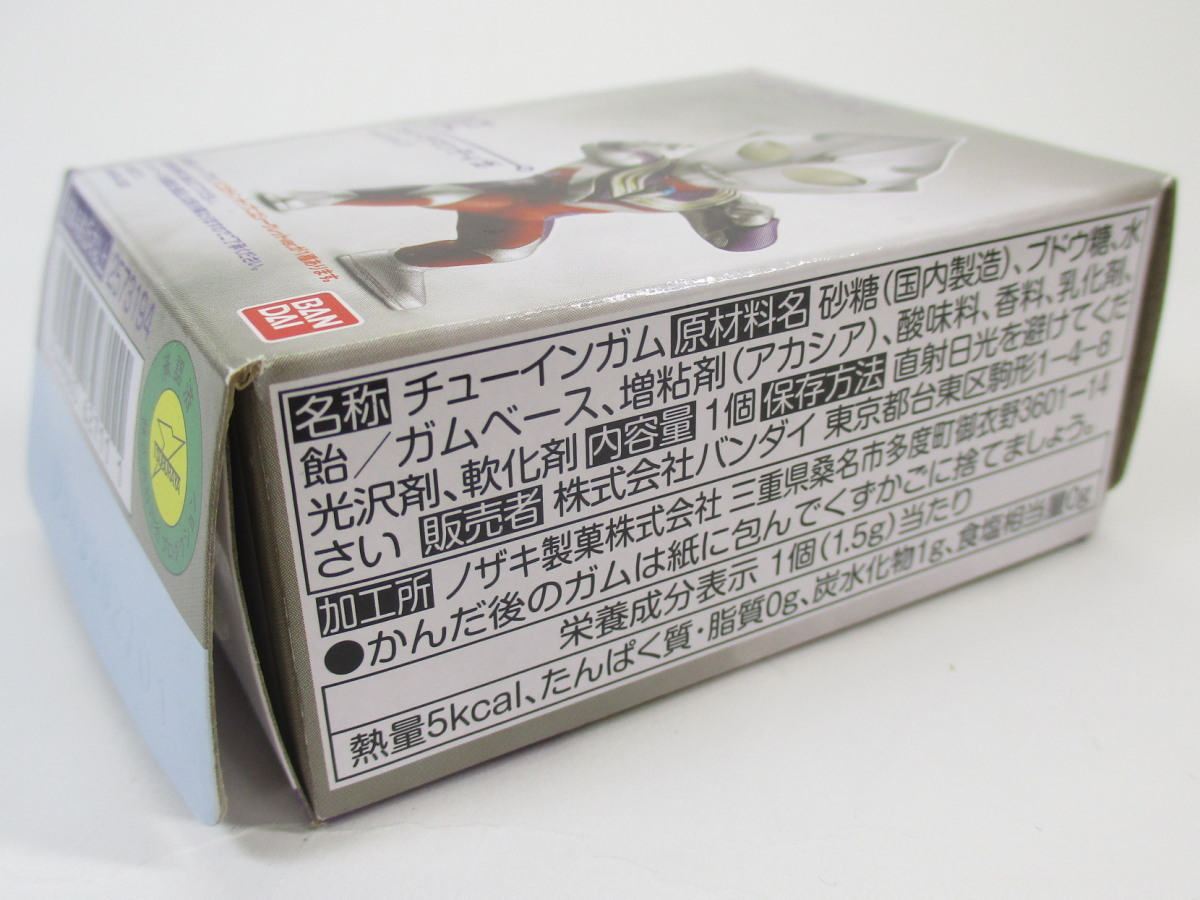 BAN
DAI
2573194
名称 チューインガム 原材料名 砂糖(国内製造)、ブドウ糖、水
飴/ガムベース、増粘剤(アカシア)、酸味料、香料、乳化剤、
光沢剤、軟化剤 内容量 1個 保存方法 直射日光を避けてくだ
さい 販売者 株式会社バンダイ 東京都台東区駒形1-4-8
加工所 ノザキ製菓株式会社 三重県桑名市多度町御衣野3601-14
●かんだ後のガムは紙に包んでくずかごに捨てましょう。
栄養成分表示 1個(1.5g)当たり
熱量5kcal、たんぱく質・脂質0g、炭水化物1g、食塩相当量0g